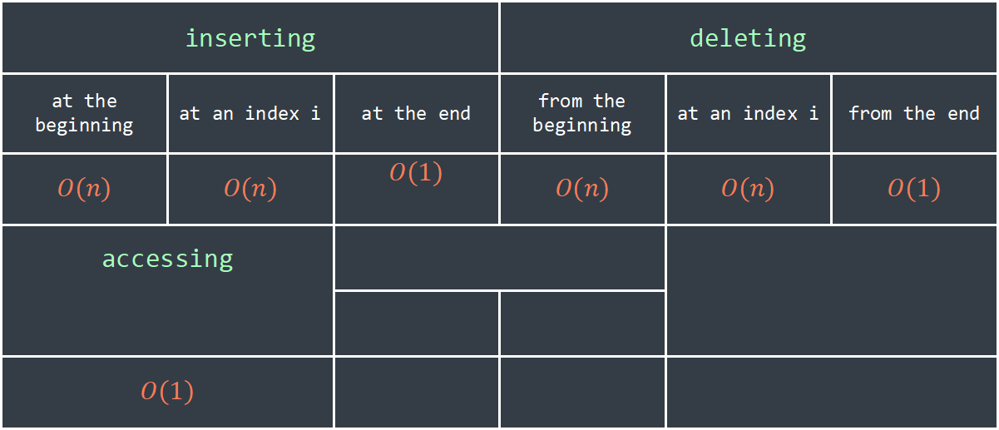 inserting
deleting
at the
beginning
at an index i
at the end
from the
beginning
at an index i
from the end
O(n)
O(n)
O(1)
O(n)
O(n)
O(1)
accessing
O(1)